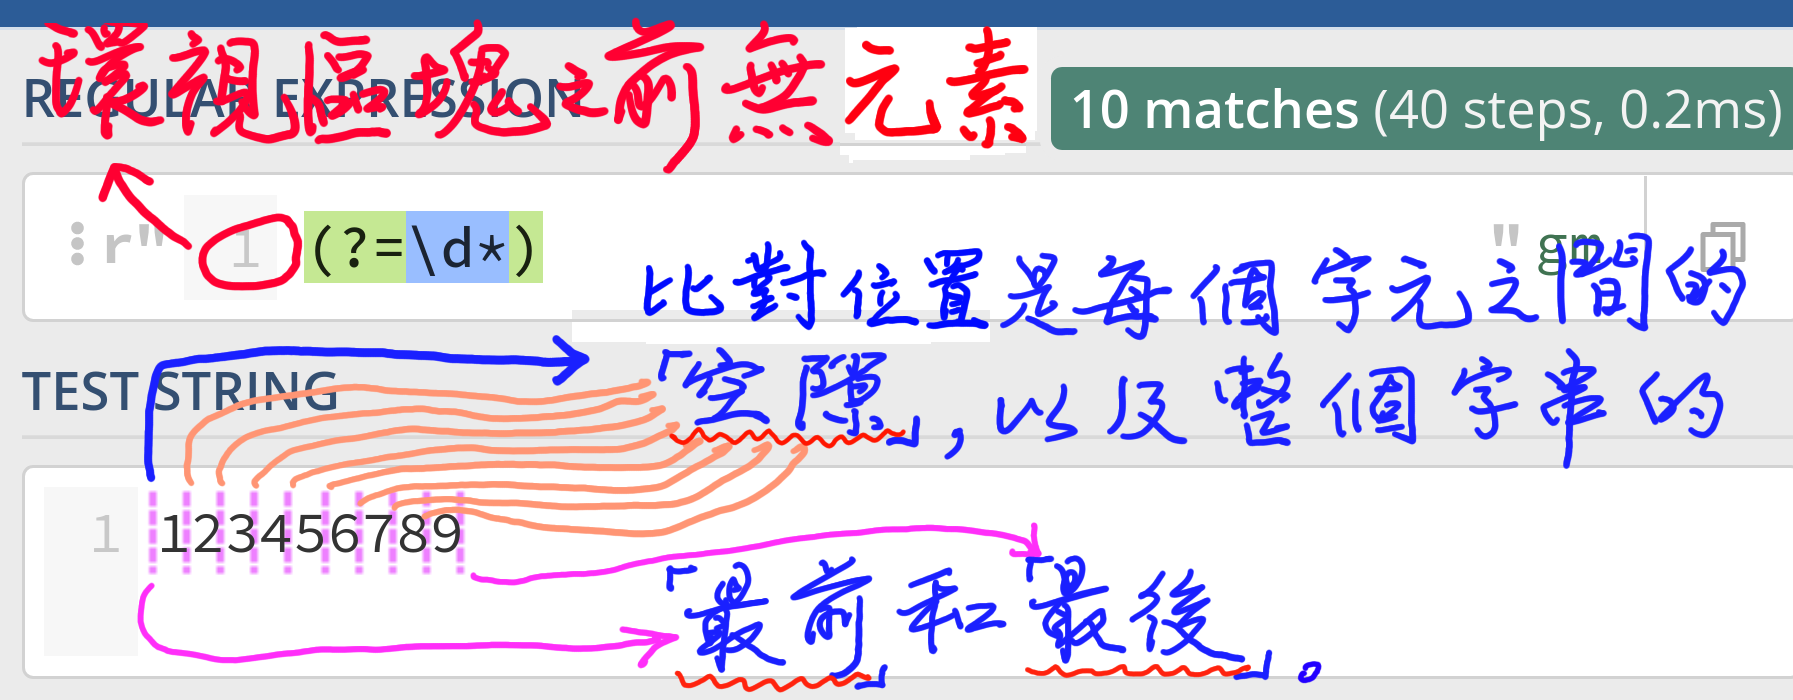 環視區塊之前無元素
REGULAR EXPRESSION
10 matches (40 steps, 0.2ms)
r" 1 (?=\d*) " gm
比對位置是每個字元之間的
「空隙」,以及整個字串的
TEST STRING
1 123456789
「最前」和「最後」。